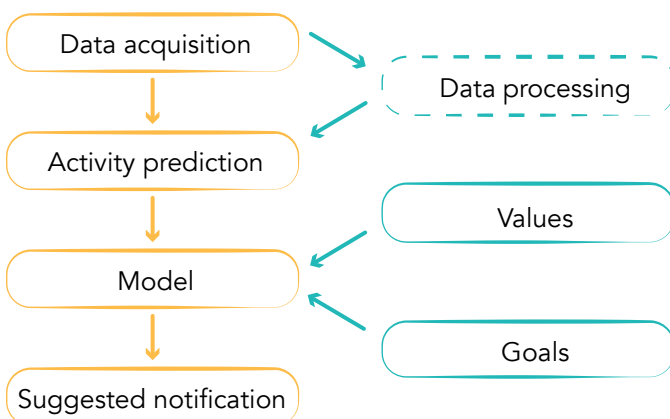 Data acquisition
Data processing
Activity prediction
Values
Model
Goals
Suggested notification